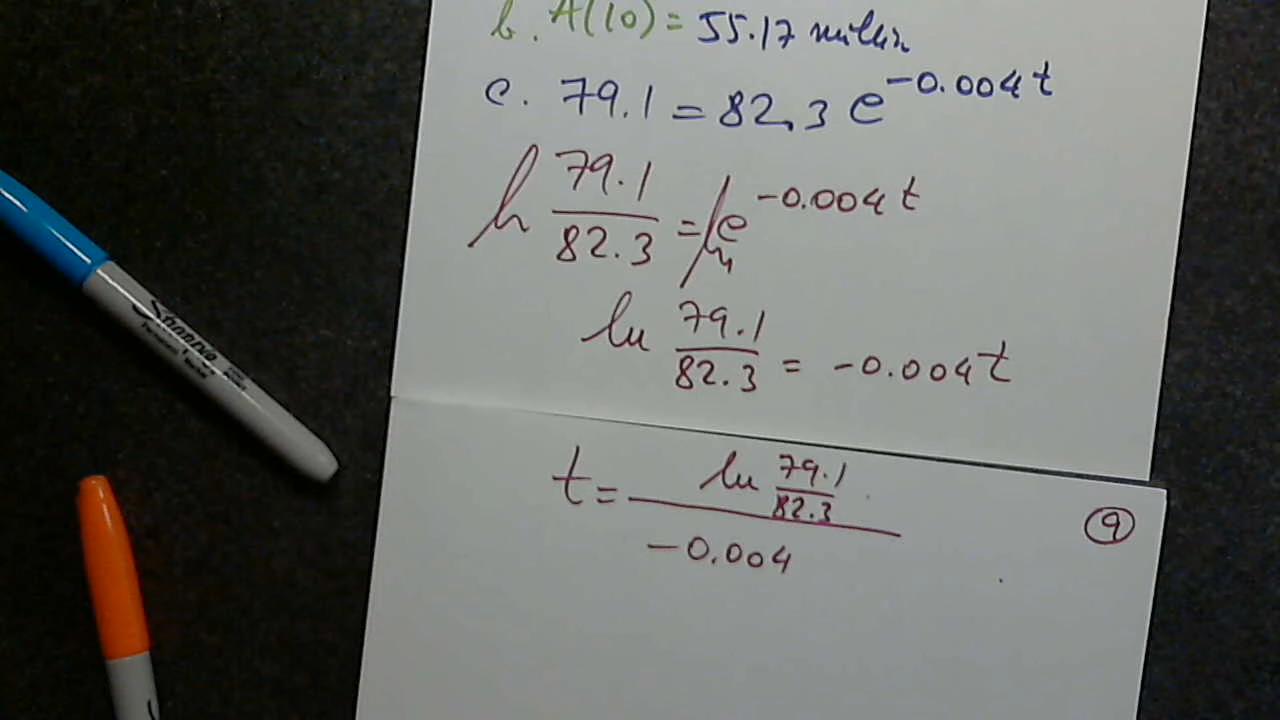 b. A(10) = 55.17 million
c. 79.1 = 82.3 e^-0.004t
ln 79.1/82.3 = ln e^-0.004t
ln 79.1/82.3 = -0.004t
t = ln 79.1/82.3 / -0.004
9
Sharpie